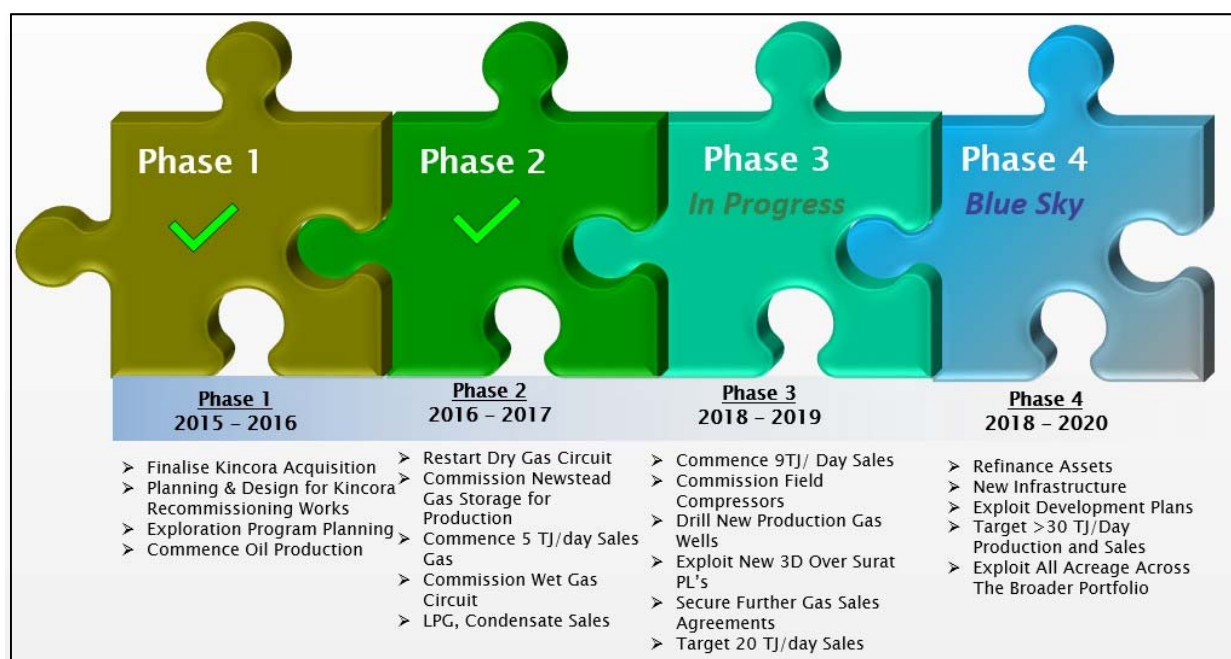 Phase 1
Phase 2
Phase 3
In Progress
Phase 4
Blue Sky
Phase 1
2015 – 2016
➢ Finalise Kincora Acquisition
➢ Planning & Design for Kincora
Recommissioning Works
➢ Exploration Program Planning
➢ Commence Oil Production
Phase 2
2016 – 2017
➢ Restart Dry Gas Circuit
➢ Commission Newstead
Gas Storage for
Production
➢ Commence 5 TJ/day Sales
Gas
➢ Commission Wet Gas
Circuit
➢ LPG, Condensate Sales
Phase 3
2018 – 2019
➢ Commence 9TJ/ Day Sales
➢ Commission Field
Compressors
➢ Drill New Production Gas
Wells
➢ Exploit New 3D Over Surat
PL's
➢ Secure Further Gas Sales
Agreements
➢ Target 20 TJ/day Sales
Phase 4
2018 – 2020
➢ Refinance Assets
➢ New Infrastructure
➢ Exploit Development Plans
➢ Target >30 TJ/Day
Production and Sales
➢ Exploit All Acreage Across
The Broader Portfolio